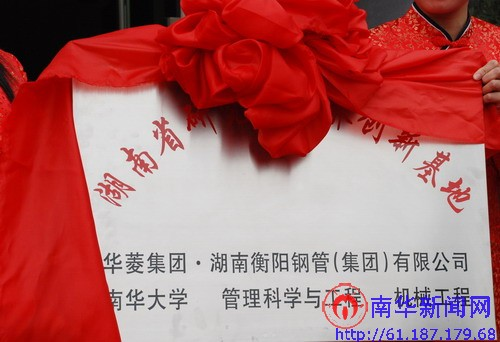 湖南省研 创新基地
华菱集团·湖南衡阳钢管(集团)有限公司
南华大学 管理科学与工程 机械工程
南华新闻网
http://61.187.179.68